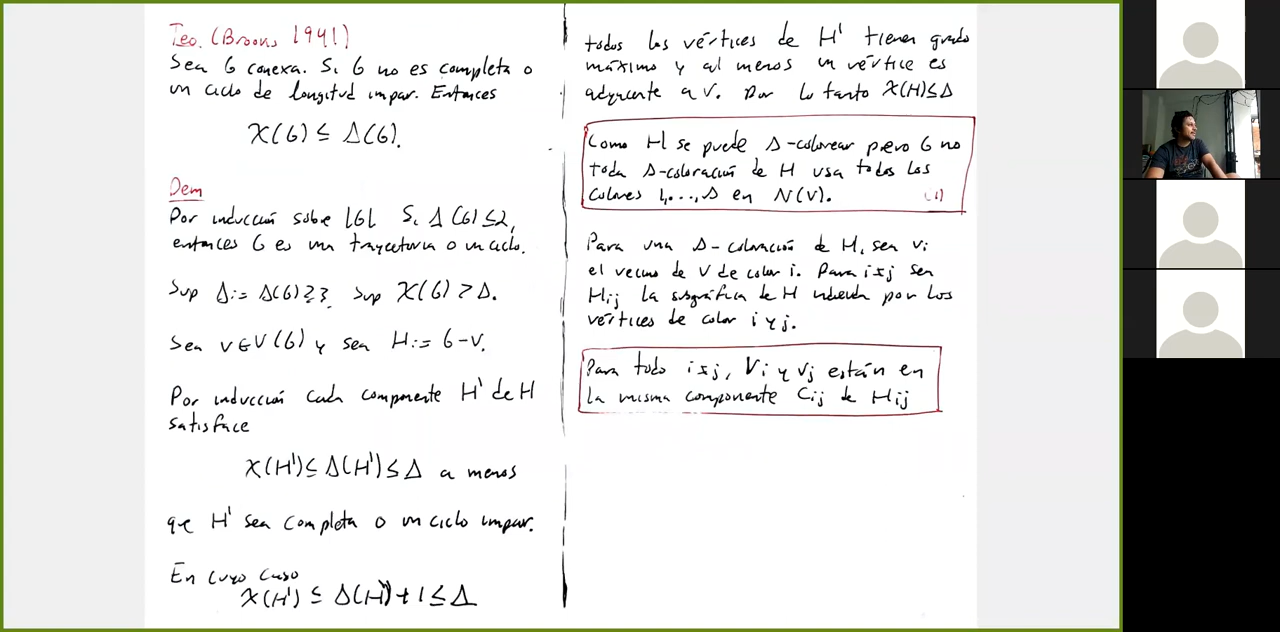 Teo. (Brooks 1941)
Sea G conexa. Si G no es completa o
un ciclo de longitud impar. Entonces
χ(G) ≤ Δ(G).
Dem
Por inducción sobre |G|. Si Δ(G) ≤ 2,
entonces G es una trayectoria o un ciclo.
Sup Δ := Δ(G) ≥ 3. Sup χ(G) > Δ.
Sea v ∈ V(G) y sea H := G - v.
Por inducción cada componente H' de H
satisface
χ(H') ≤ Δ(H') ≤ Δ a menos
que H' sea completa o un ciclo impar.
En cuyo caso
χ(H') ≤ Δ(H') + 1 ≤ Δ
todos los vértices de H' tienen grado
máximo y al menos un vértice es
adyacente a v. Por lo tanto χ(H) ≤ Δ
Como H se puede Δ-colorear pero G no
toda Δ-coloración de H usa todos los
colores 1,...,Δ en N(v). (1)
Para una Δ-coloración de H, sea vi
el vecino de v de color i. Para i≠j sea
Hij la subgráfica de H inducida por los
vértices de color i y j.
Para todo i≠j, Vi y Vj están en
la misma componente Cij de Hij